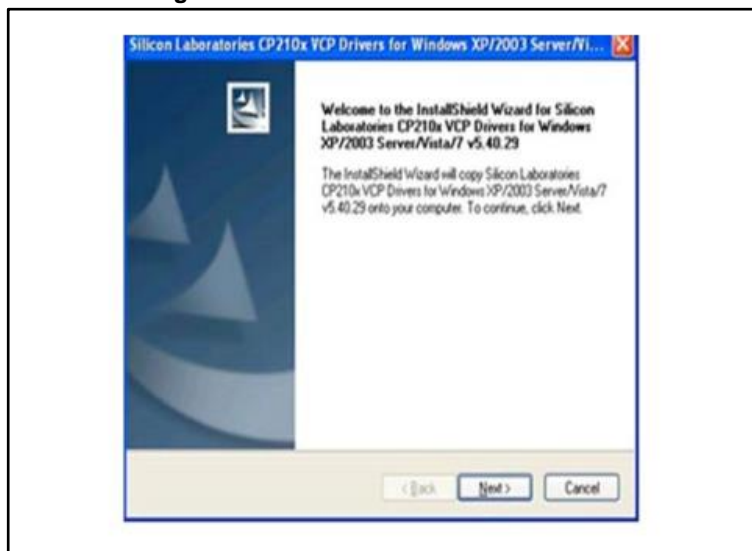 Silicon Laboratories CP210x VCP Drivers for Windows XP/2003 Server/Vi...
Welcome to the InstallShield Wizard for Silicon
Laboratories CP210x VCP Drivers for Windows
XP/2003 Server/Vista/7 v5.40.29
The InstallShield Wizard will copy Silicon Laboratories
CP210x VCP Drivers for Windows XP/2003 Server/Vista/7
v5.40.29 onto your computer. To continue, click Next.
< Back Next > Cancel